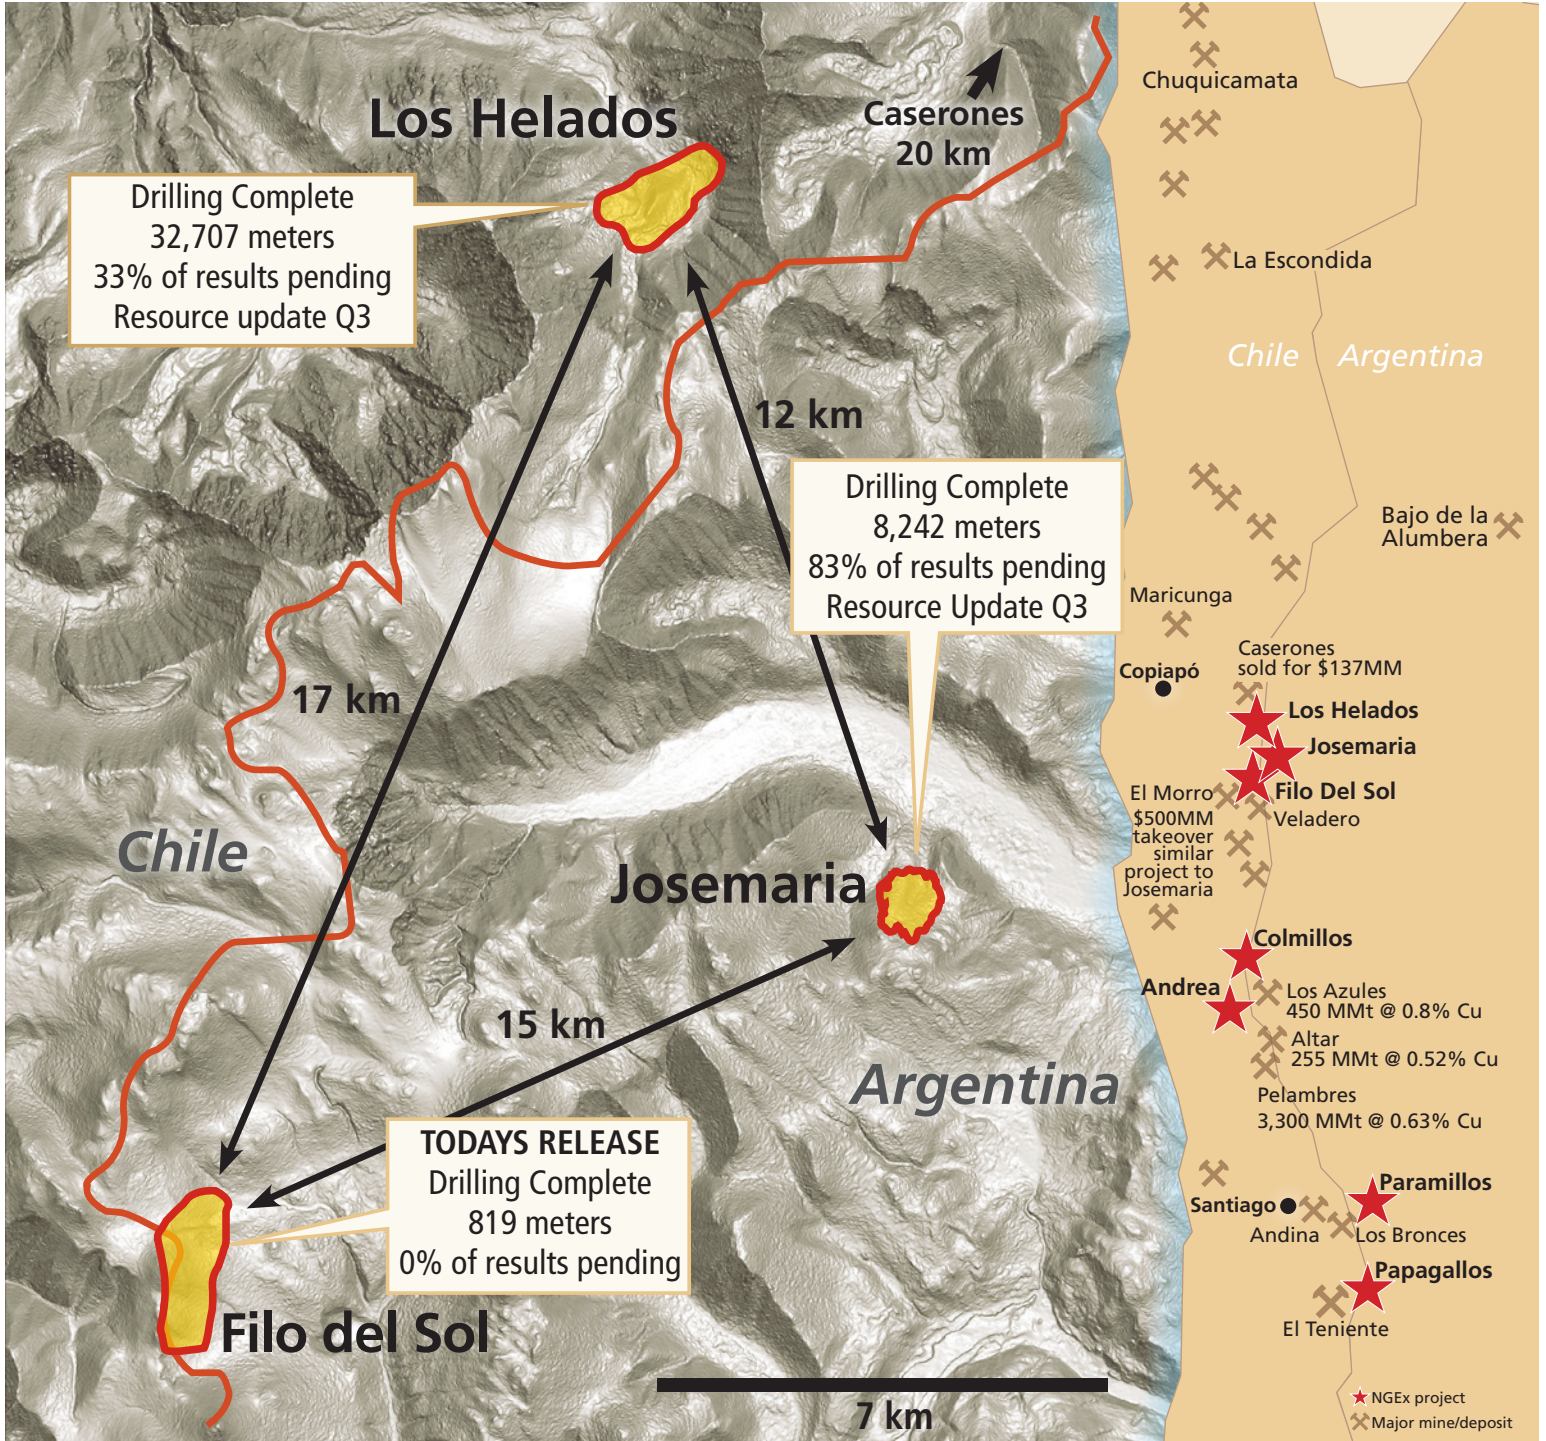 Los Helados
Caserones
20 km
Drilling Complete
32,707 meters
33% of results pending
Resource update Q3
12 km
Drilling Complete
8,242 meters
83% of results pending
Resource Update Q3
17 km
Chile
Josemaria
15 km
Argentina
TODAYS RELEASE
Drilling Complete
819 meters
0% of results pending
Filo del Sol
7 km
Chuquicamata
La Escondida
Chile
Argentina
Bajo de la
Alumbera
Maricunga
Caserones
sold for $137MM
Copiapó
Los Helados
Josemaria
El Morro
$500MM
takeover
similar
project to
Josemaria
Filo Del Sol
Veladero
Colmillos
Andrea
Los Azules
450 MMt @ 0.8% Cu
Altar
255 MMt @ 0.52% Cu
Pelambres
3,300 MMt @ 0.63% Cu
Paramillos
Santiago
Andina
Los Bronces
Papagallos
El Teniente
NGEx project
Major mine/deposit